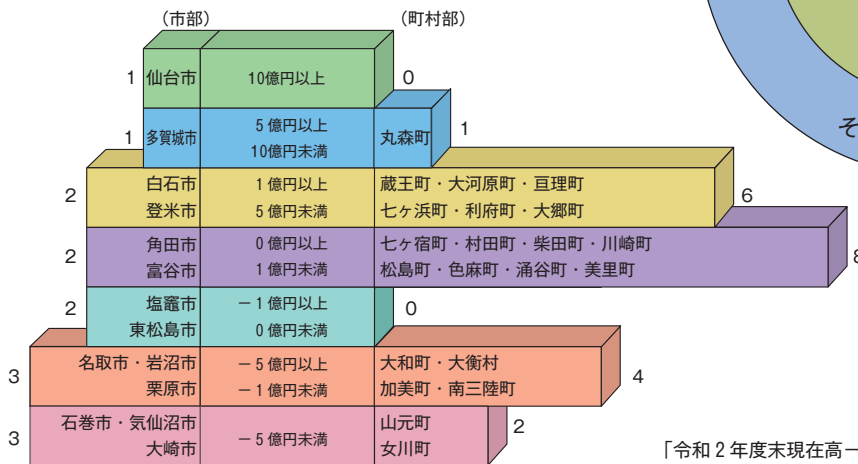 （市部）　（町村部）
1　仙台市　10億円以上　0
1　多賀城市　5億円以上　丸森町　1
10億円未満
2　白石市　1億円以上　蔵王町・大河原町・亘理町　6
登米市　5億円未満　七ヶ浜町・利府町・大郷町
2　角田市　0億円以上　七ヶ宿町・村田町・柴田町・川崎町　8
富谷市　1億円未満　松島町・色麻町・涌谷町・美里町
2　塩竈市　－1億円以上　0
東松島市　0億円未満
3　名取市・岩沼市　－5億円以上　大和町・大衡村　4
栗原市　－1億円未満　加美町・南三陸町
3　石巻市・気仙沼市　－5億円未満　山元町　2
大崎市　女川町
そ
「令和2年度末現在高－